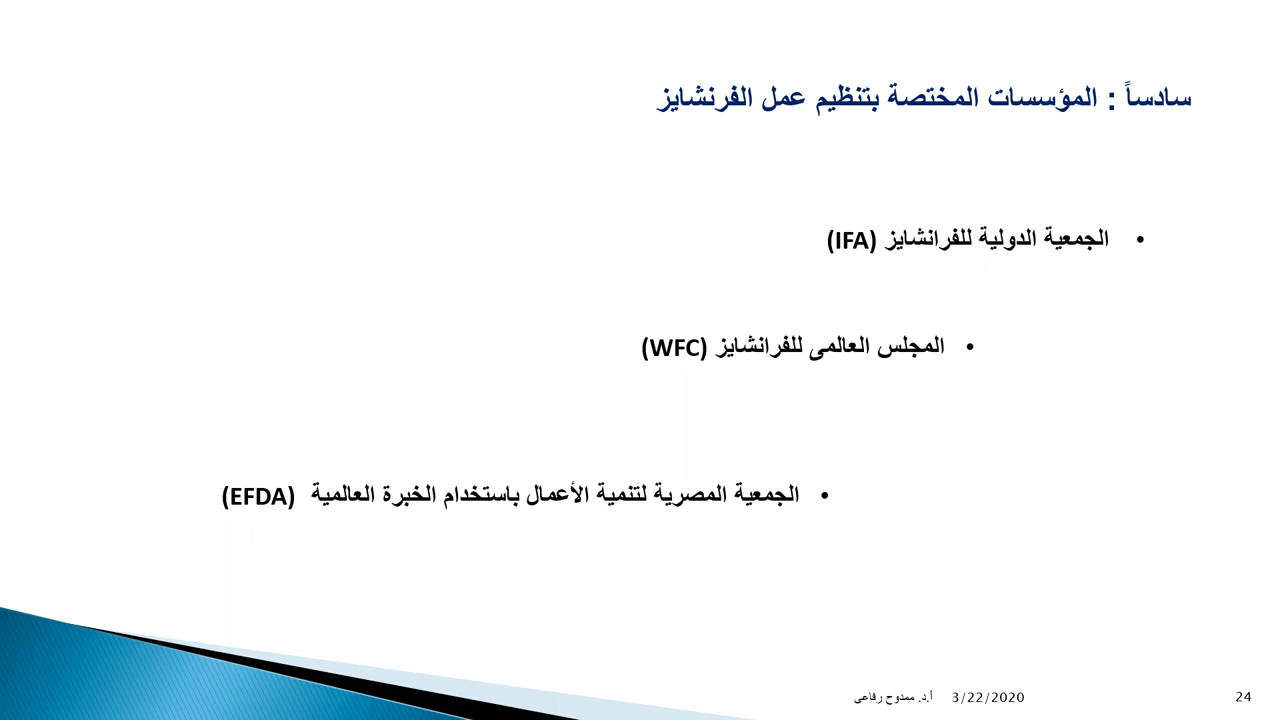 سادساً : المؤسسات المختصة بتنظيم عمل الفرنشايز
• الجمعية الدولية للفرانشايز (IFA)
• المجلس العالمى للفرانشايز (WFC)
• الجمعية المصرية لتنمية الأعمال باستخدام الخبرة العالمية (EFDA)
أ.د. ممدوح رفاعى 3/22/2020 24